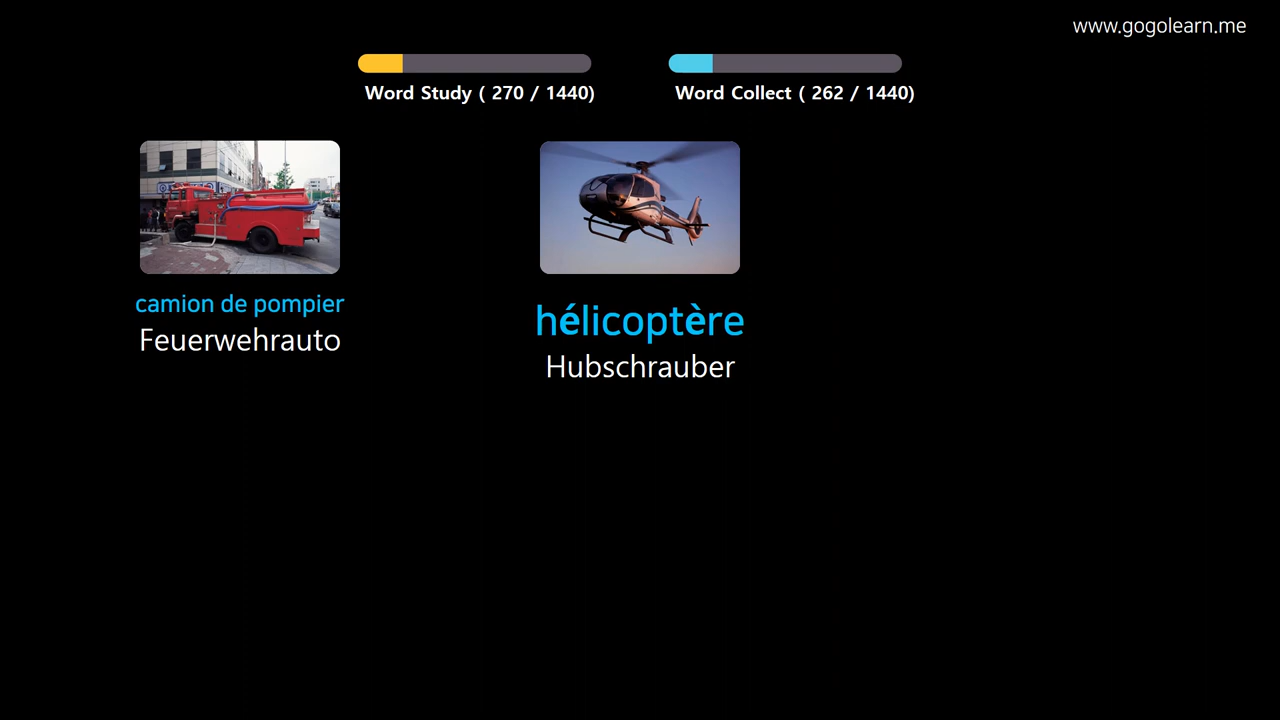 www.gogolearn.me
Word Study ( 270 / 1440)
Word Collect ( 262 / 1440)
camion de pompier
Feuerwehrauto
hélicoptère
Hubschrauber